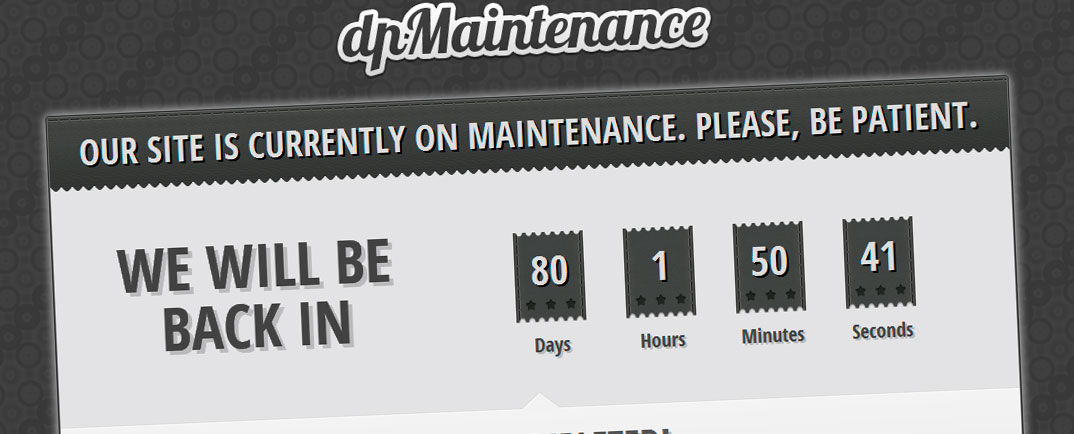 dpMaintenance
OUR SITE IS CURRENTLY ON MAINTENANCE. PLEASE, BE PATIENT.
WE WILL BE
BACK IN
80 1 50 41
Days Hours Minutes Seconds